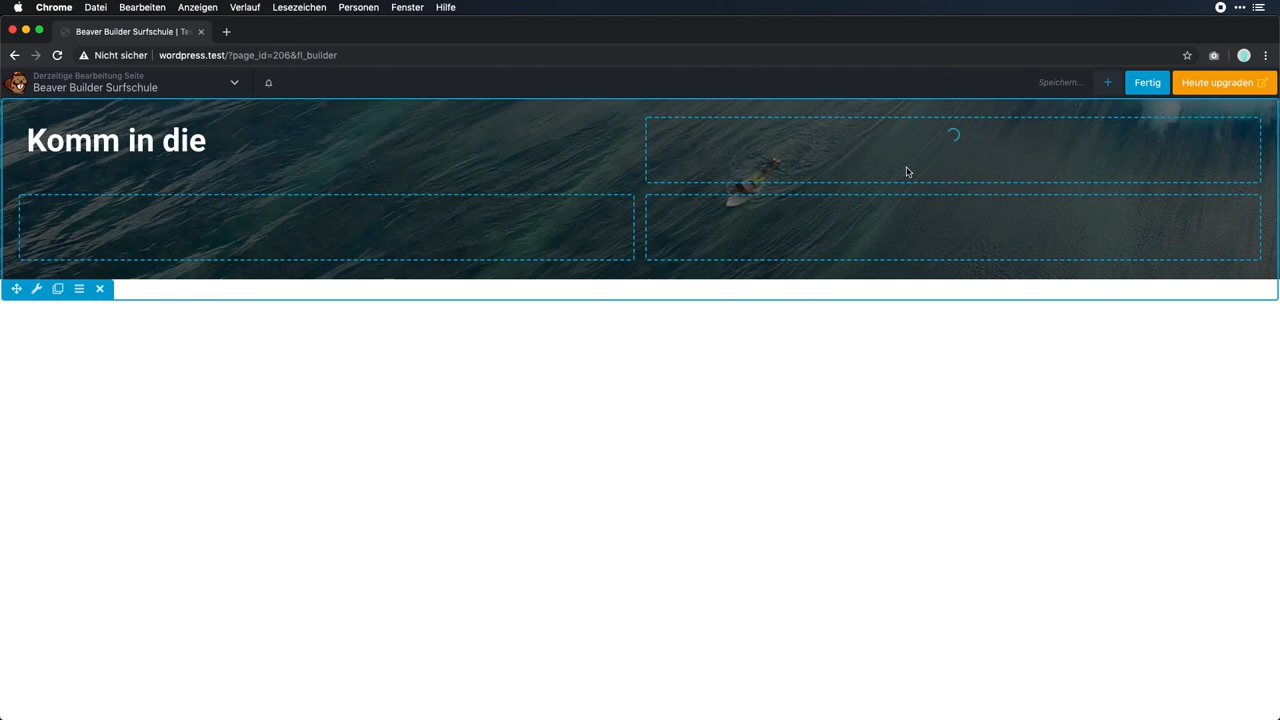 Chrome Datei Bearbeiten Anzeigen Verlauf Lesezeichen Personen Fenster Hilfe
Beaver Builder Surfschule | Tes
Nicht sicher wordpress.test/?page_id=206&fl_builder
Derzeitige Bearbeitung Seite
Beaver Builder Surfschule
Speichern...
Fertig
Heute upgraden
Komm in die